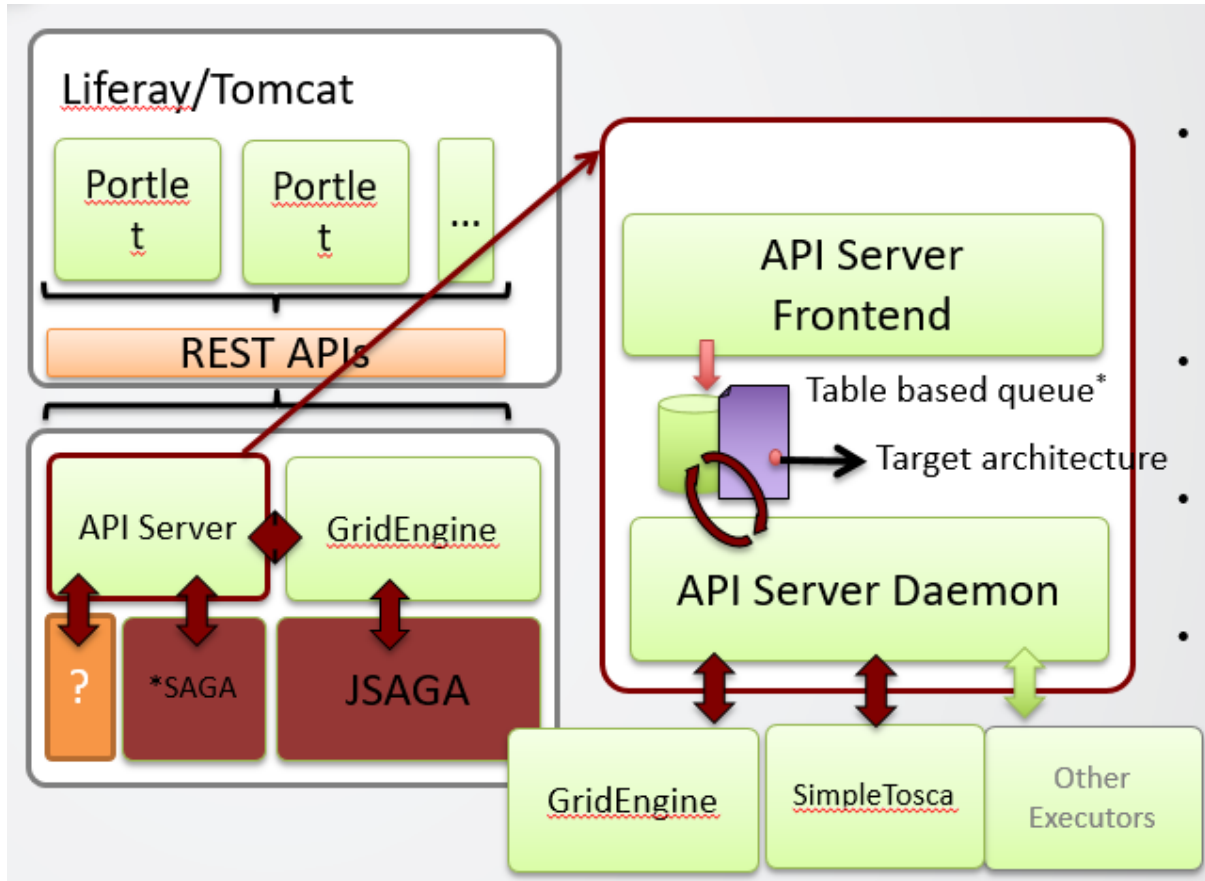 Liferay/Tomcat
Portle
t
Portle
t
...
REST APIs
API Server
GridEngine
?
*SAGA
JSAGA
API Server
Frontend
Table based queue*
Target architecture
API Server Daemon
GridEngine
SimpleTosca
Other
Executors